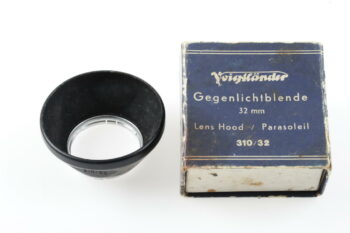 Voigtländer
Gegenlichtblende
32 mm
Lens Hood / Parasoleil
310/32